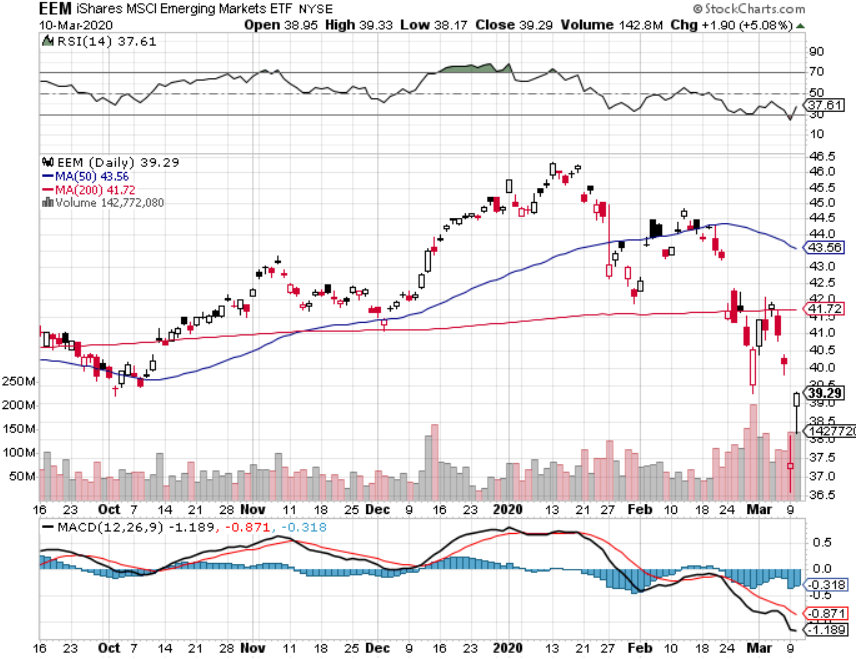 EEM iShares MSCI Emerging Markets ETF NYSE © StockCharts.com
10-Mar-2020 Open 38.95 High 39.33 Low 38.17 Close 39.29 Volume 142.8M Chg +1.90 (+5.08%)
RSI(14) 37.61
90
70
50
37.61
30
10
EEM (Daily) 39.29
MA(50) 43.56
MA(200) 41.72
Volume 142,772,080
46.5
46.0
45.5
45.0
44.5
44.0
43.56
43.0
42.5
42.0
41.72
41.5
41.0
40.5
40.0
39.5
39.29
39.0
38.5
1427720
38.0
37.5
37.0
36.5
250M
200M
150M
100M
50M
16 23 Oct 7 14 21 28 Nov 11 18 25 Dec 9 16 23 2020 13 21 27 Feb 10 18 24 Mar 9
MACD(12,26,9) -1.189, -0.871, -0.318
0.5
0.0
-0.318
-0.5
-0.871
-1.189
16 23 Oct 7 14 21 28 Nov 11 18 25 Dec 9 16 23 2020 13 21 27 Feb 10 18 24 Mar 9